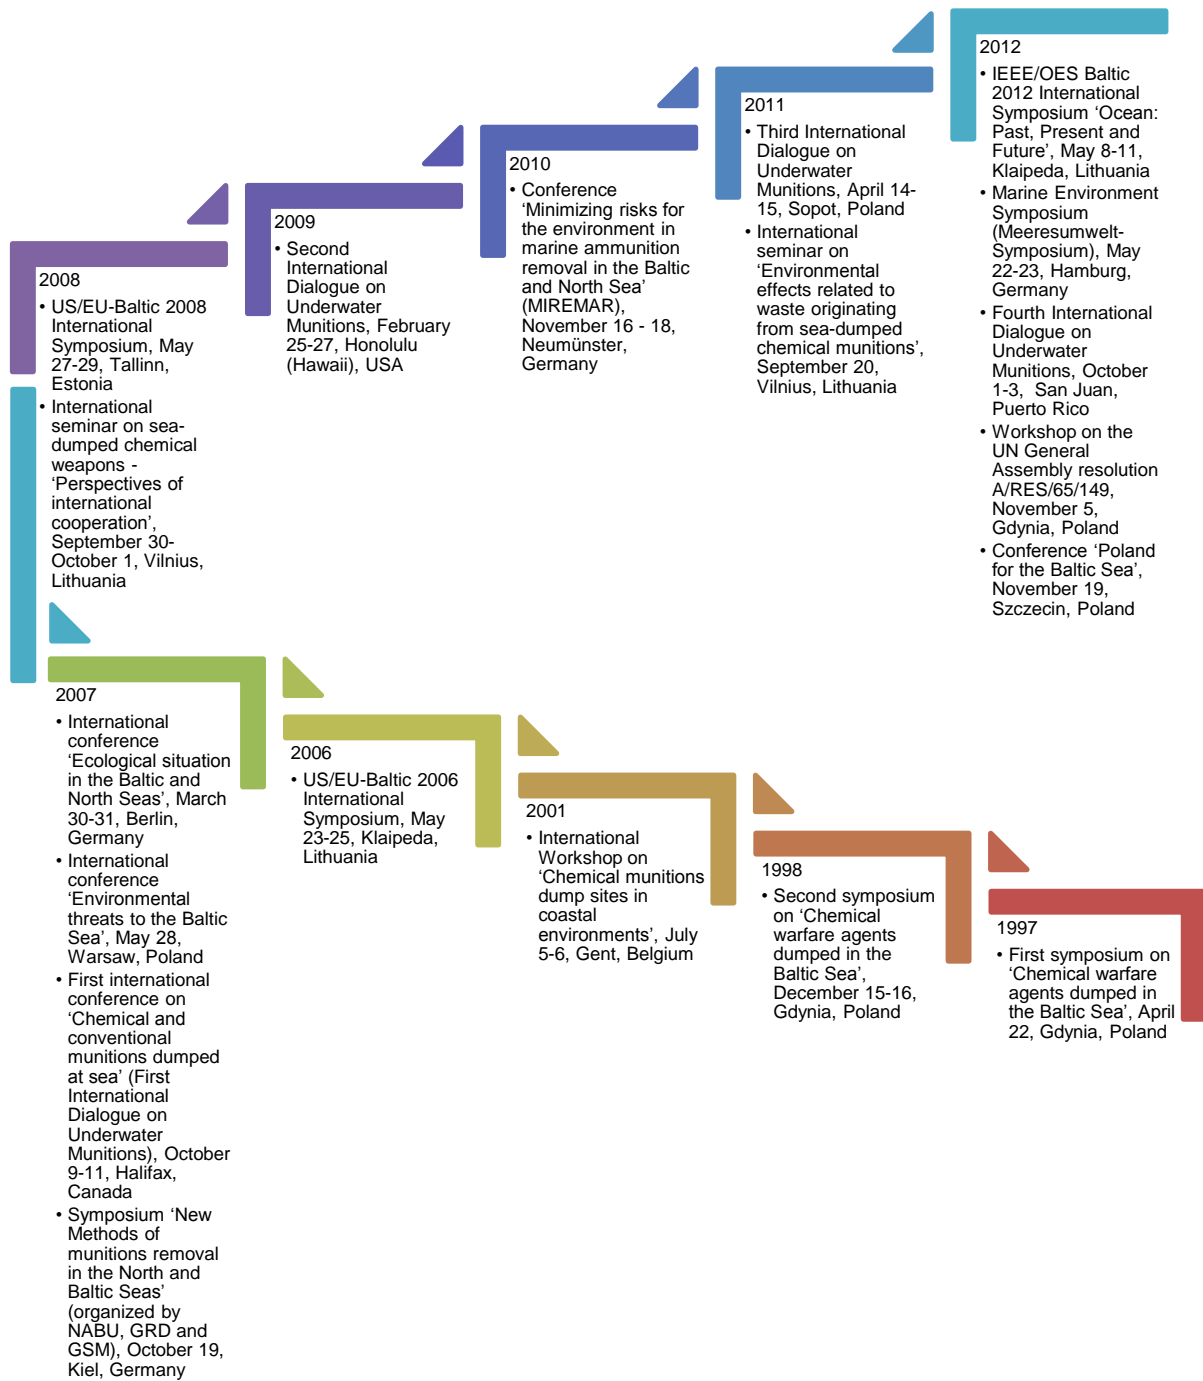 2012
• IEEE/OES Baltic
2012 International
Symposium ‘Ocean:
Past, Present and
Future’, May 8-11,
Klaipeda, Lithuania
• Marine Environment
Symposium
(Meeresumwelt-
Symposium), May
22-23, Hamburg,
Germany
• Fourth International
Dialogue on
Underwater
Munitions, October
1-3, San Juan,
Puerto Rico
• Workshop on the
UN General
Assembly resolution
A/RES/65/149,
November 5,
Gdynia, Poland
• Conference ‘Poland
for the Baltic Sea’,
November 19,
Szczecin, Poland
2011
• Third International
Dialogue on
Underwater
Munitions, April 14-
15, Sopot, Poland
• International
seminar on
‘Environmental
effects related to
waste originating
from sea-dumped
chemical munitions’,
September 20,
Vilnius, Lithuania
2010
• Conference
‘Minimizing risks for
the environment in
marine ammunition
removal in the Baltic
and North Sea’
(MIREMAR),
November 16 - 18,
Neumünster,
Germany
2009
• Second
International
Dialogue on
Underwater
Munitions, February
25-27, Honolulu
(Hawaii), USA
2008
• US/EU-Baltic 2008
International
Symposium, May
27-29, Tallinn,
Estonia
• International
seminar on sea-
dumped chemical
weapons -
‘Perspectives of
international
cooperation’,
September 30-
October 1, Vilnius,
Lithuania
2007
• International
conference
‘Ecological situation
in the Baltic and
North Seas’, March
30-31, Berlin,
Germany
• International
conference
‘Environmental
threats to the Baltic
Sea’, May 28,
Warsaw, Poland
• First international
conference on
‘Chemical and
conventional
munitions dumped
at sea’ (First
International
Dialogue on
Underwater
Munitions), October
9-11, Halifax,
Canada
• Symposium ‘New
Methods of
munitions removal
in the North and
Baltic Seas’
(organized by
NABU, GRD and
GSM), October 19,
Kiel, Germany
2006
• US/EU-Baltic 2006
International
Symposium, May
23-25, Klaipeda,
Lithuania
2001
• International
Workshop on
‘Chemical munitions
dump sites in
coastal
environments’, July
5-6, Gent, Belgium
1998
• Second symposium
on ‘Chemical
warfare agents
dumped in the
Baltic Sea’,
December 15-16,
Gdynia, Poland
1997
• First symposium on
‘Chemical warfare
agents dumped in
the Baltic Sea’, April
22, Gdynia, Poland